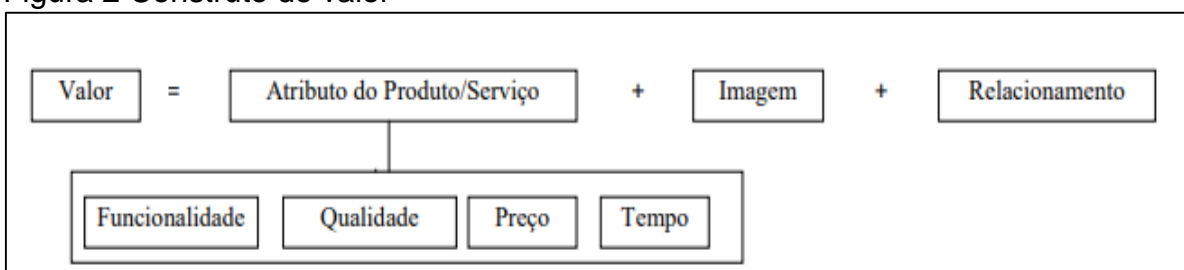 Figura 2 Construto de valor
Valor = Atributo do Produto/Serviço + Imagem + Relacionamento
Funcionalidade Qualidade Preço Tempo